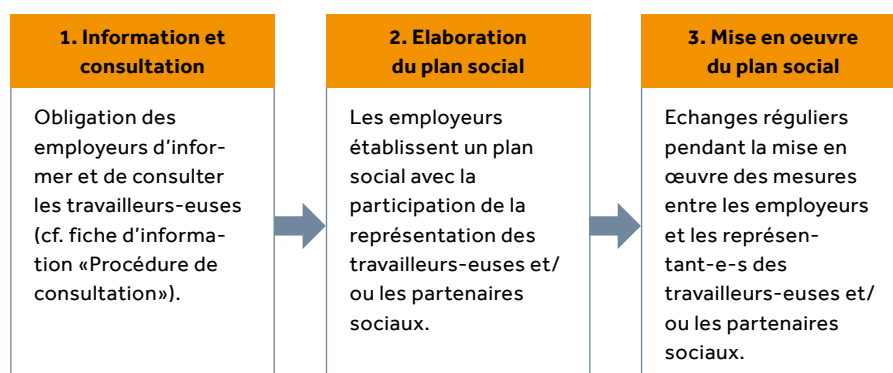 1. Information et
consultation
Obligation des
employeurs d’infor-
mer et de consulter
les travailleurs-euses
(cf. fiche d’informa-
tion «Procédure de
consultation»).
2. Elaboration
du plan social
Les employeurs
établissent un plan
social avec la
participation de la
représentation des
travailleurs-euses et/
ou les partenaires
sociaux.
3. Mise en oeuvre
du plan social
Echanges réguliers
pendant la mise en
œuvre des mesures
entre les employeurs
et les représen-
tant-e-s des
travailleurs-euses et/
ou les partenaires
sociaux.